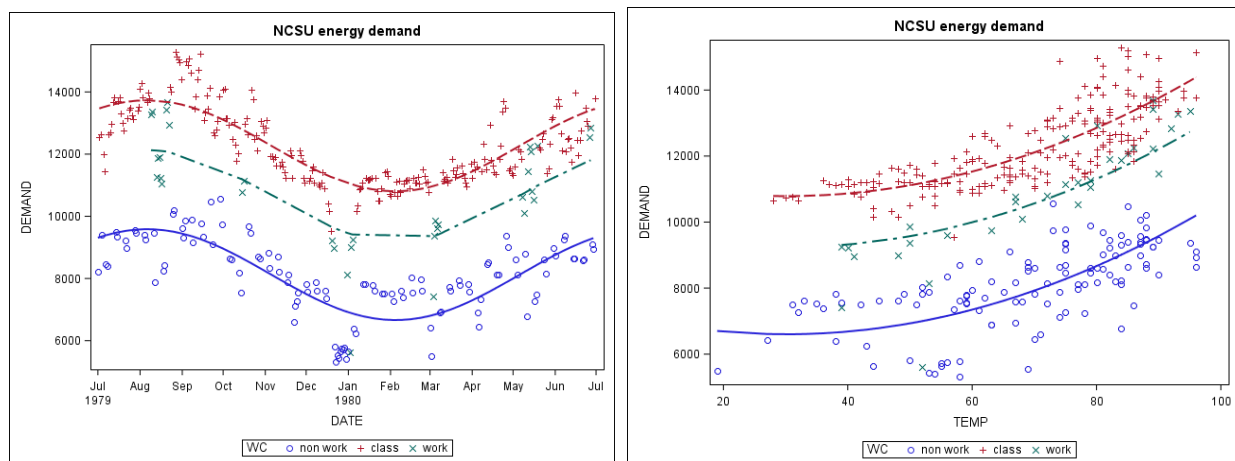 NCSU energy demand
14000
12000
10000
8000
6000
DEMAND
Jul Aug Sep Oct Nov Dec Jan Feb Mar Apr May Jun Jul
1979 1980
DATE
WC non work class work
NCSU energy demand
14000
12000
10000
8000
6000
DEMAND
20 40 60 80 100
TEMP
WC non work class work